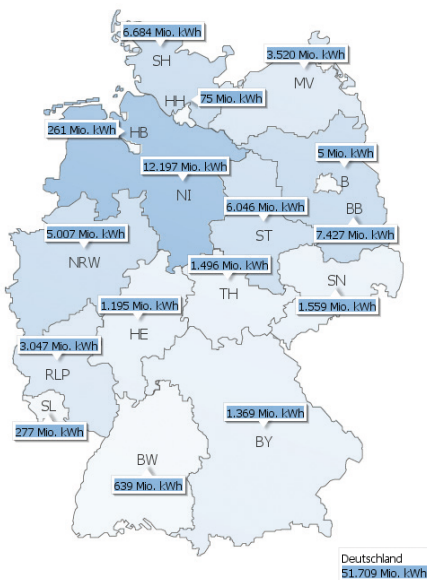 6.684 Mio. kWh
SH
3.520 Mio. kWh
MV
HH
75 Mio. kWh
261 Mio. kWh
HB
5 Mio. kWh
B
12.197 Mio. kWh
NI
6.046 Mio. kWh
BB
ST
7.427 Mio. kWh
5.007 Mio. kWh
NRW
1.496 Mio. kWh
TH
SN
1.559 Mio. kWh
1.195 Mio. kWh
HE
3.047 Mio. kWh
RLP
SL
277 Mio. kWh
1.369 Mio. kWh
BY
BW
639 Mio. kWh
Deutschland
51.709 Mio. kWh